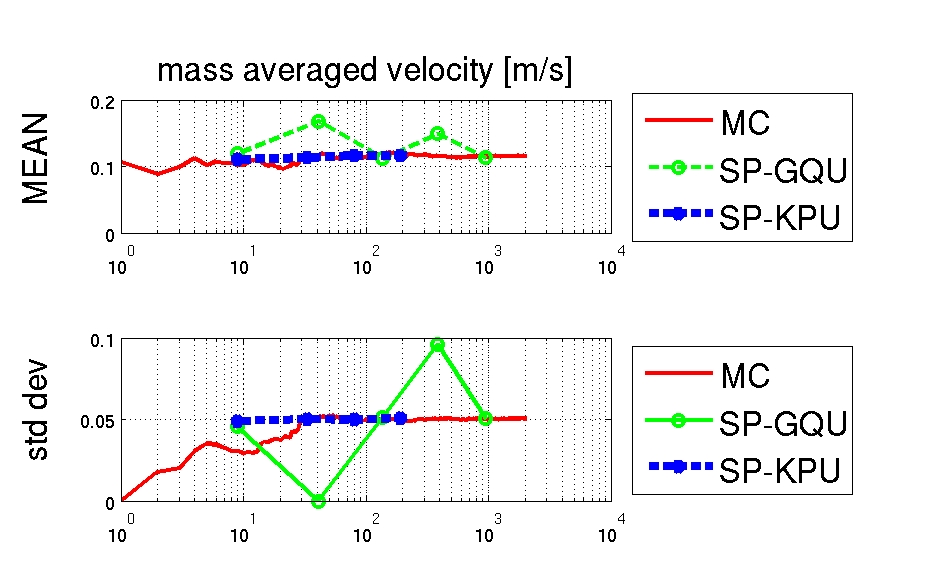 mass averaged velocity [m/s]
MEAN
0.2
0.1
0
10^0 10^1 10^2 10^3 10^4
MC
SP-GQU
SP-KPU
std dev
0.1
0.05
0
10^0 10^1 10^2 10^3 10^4
MC
SP-GQU
SP-KPU